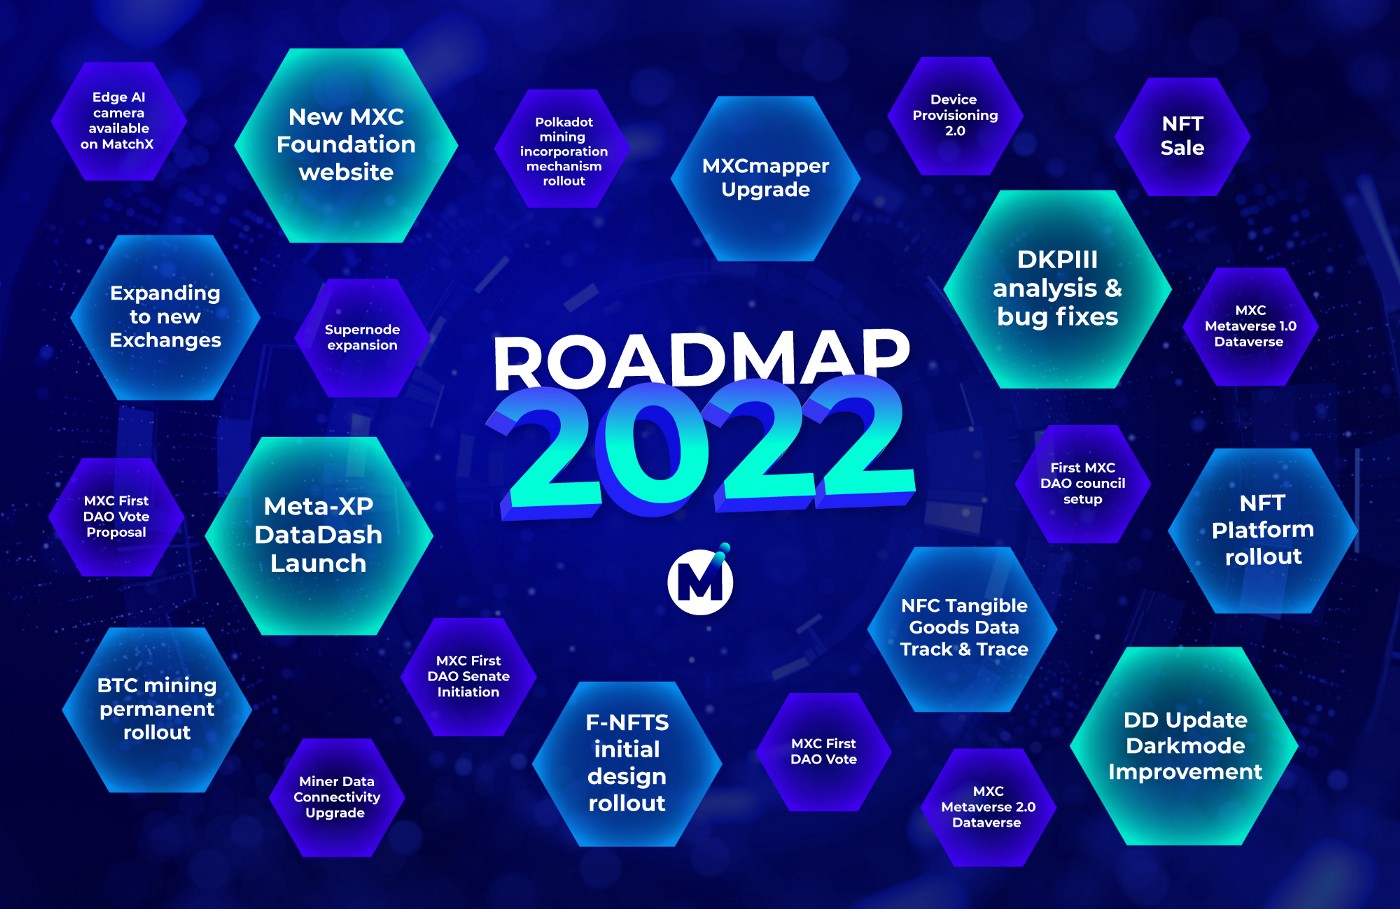 Edge AI
camera
available
on MatchX
New MXC
Foundation
website
Polkadot
mining
incorporation
mechanism
rollout
MXCmapper
Upgrade
Device
Provisioning
2.0
NFT
Sale
Expanding
to new
Exchanges
Supernode
expansion
DKPIII
analysis &
bug fixes
MXC
Metaverse 1.0
Dataverse
ROADMAP
2022
MXC First
DAO Vote
Proposal
Meta-XP
DataDash
Launch
First MXC
DAO council
setup
NFT
Platform
rollout
M
NFC Tangible
Goods Data
Track & Trace
BTC mining
permanent
rollout
MXC First
DAO Senate
Initiation
F-NFTS
initial
design
rollout
MXC First
DAO Vote
DD Update
Darkmode
Improvement
Miner Data
Connectivity
Upgrade
MXC
Metaverse 2.0
Dataverse